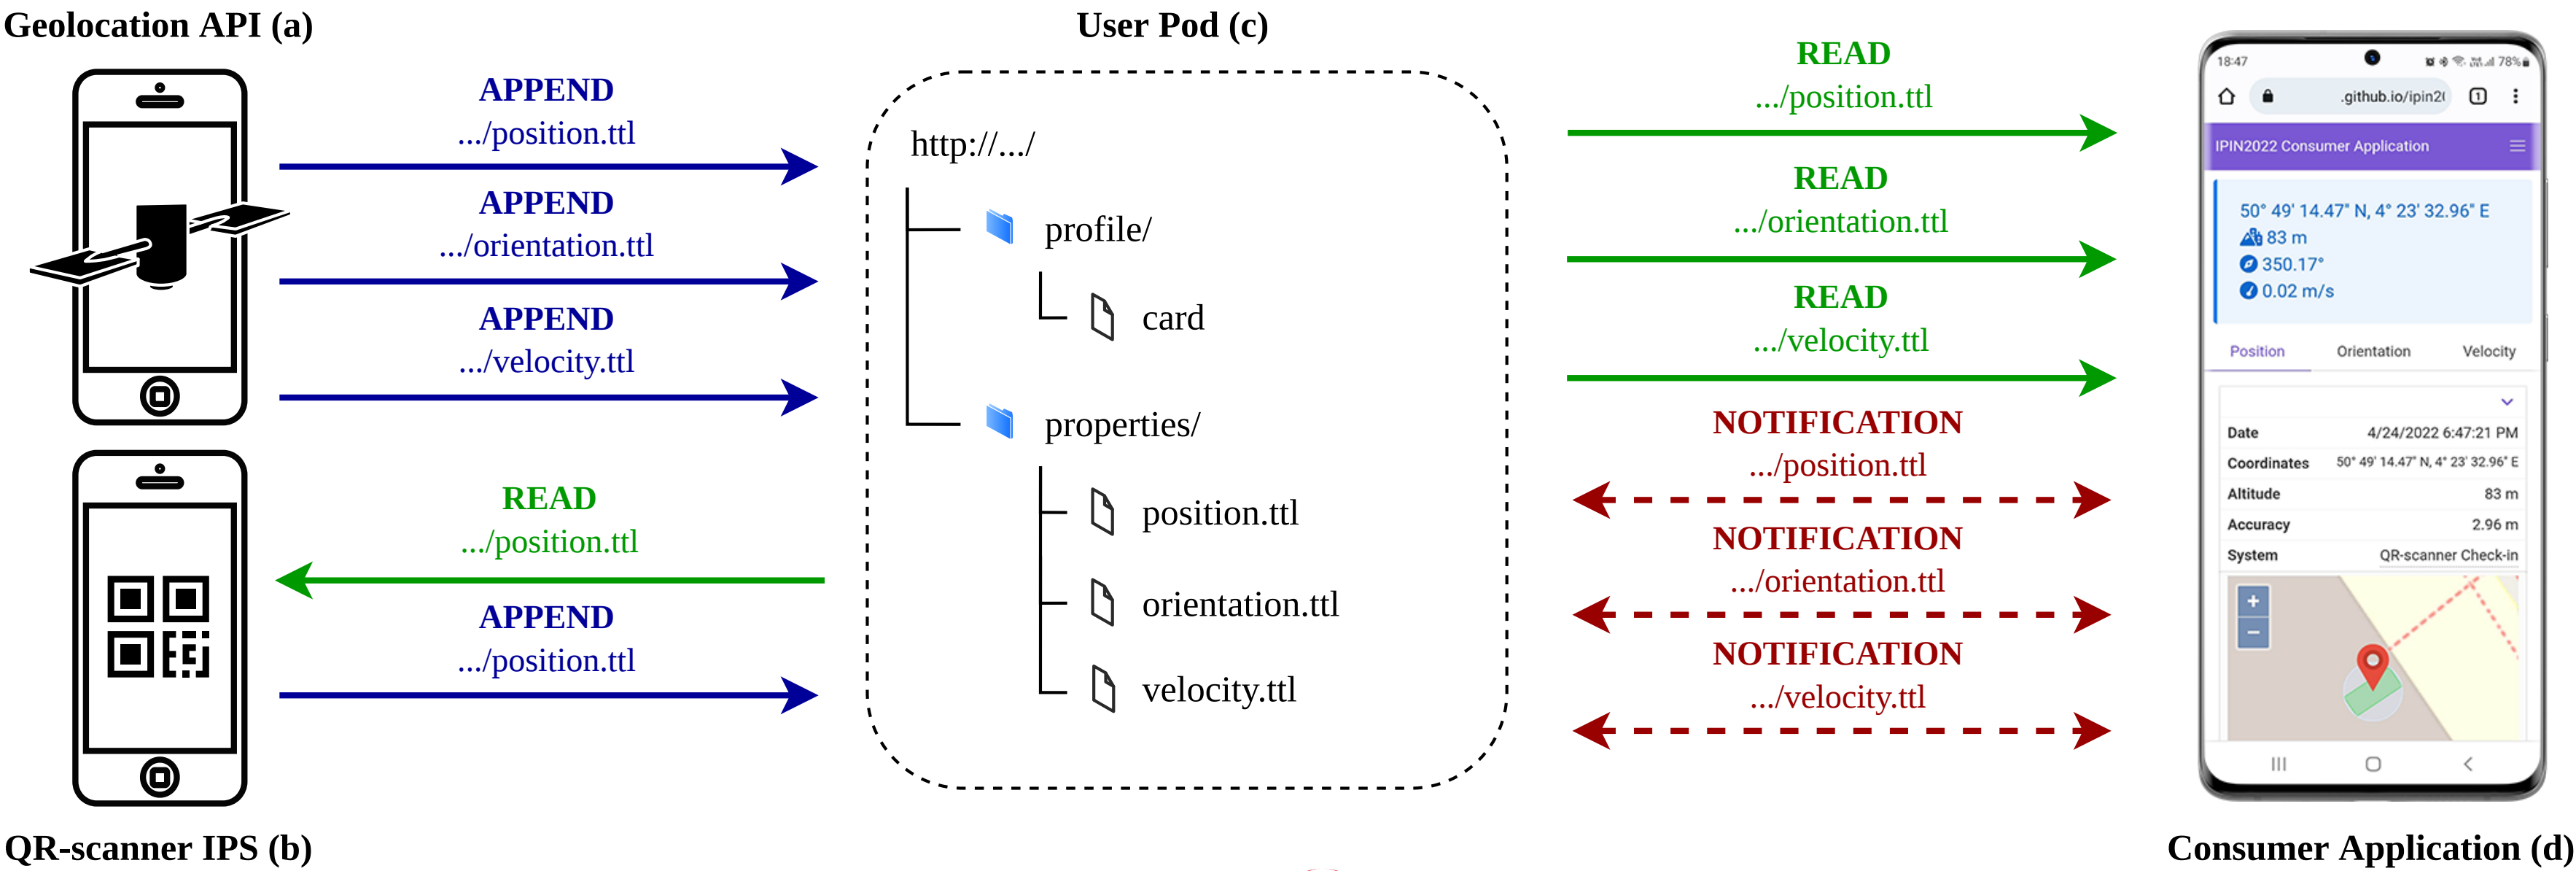 Geolocation API (a)
APPEND
.../position.ttl
APPEND
.../orientation.ttl
APPEND
.../velocity.ttl
READ
.../position.ttl
APPEND
.../position.ttl
QR-scanner IPS (b)
User Pod (c)
http://.../
profile/
card
properties/
position.ttl
orientation.ttl
velocity.ttl
READ
.../position.ttl
READ
.../orientation.ttl
READ
.../velocity.ttl
NOTIFICATION
.../position.ttl
NOTIFICATION
.../orientation.ttl
NOTIFICATION
.../velocity.ttl
18:47 78%
.github.io/ipin2( 1
IPIN2022 Consumer Application
50° 49' 14.47" N, 4° 23' 32.96" E
83 m
350.17°
0.02 m/s
Position Orientation Velocity
Date 4/24/2022 6:47:21 PM
Coordinates 50° 49' 14.47" N, 4° 23' 32.96" E
Altitude 83 m
Accuracy 2.96 m
System QR-scanner Check-in
+
−
Consumer Application (d)